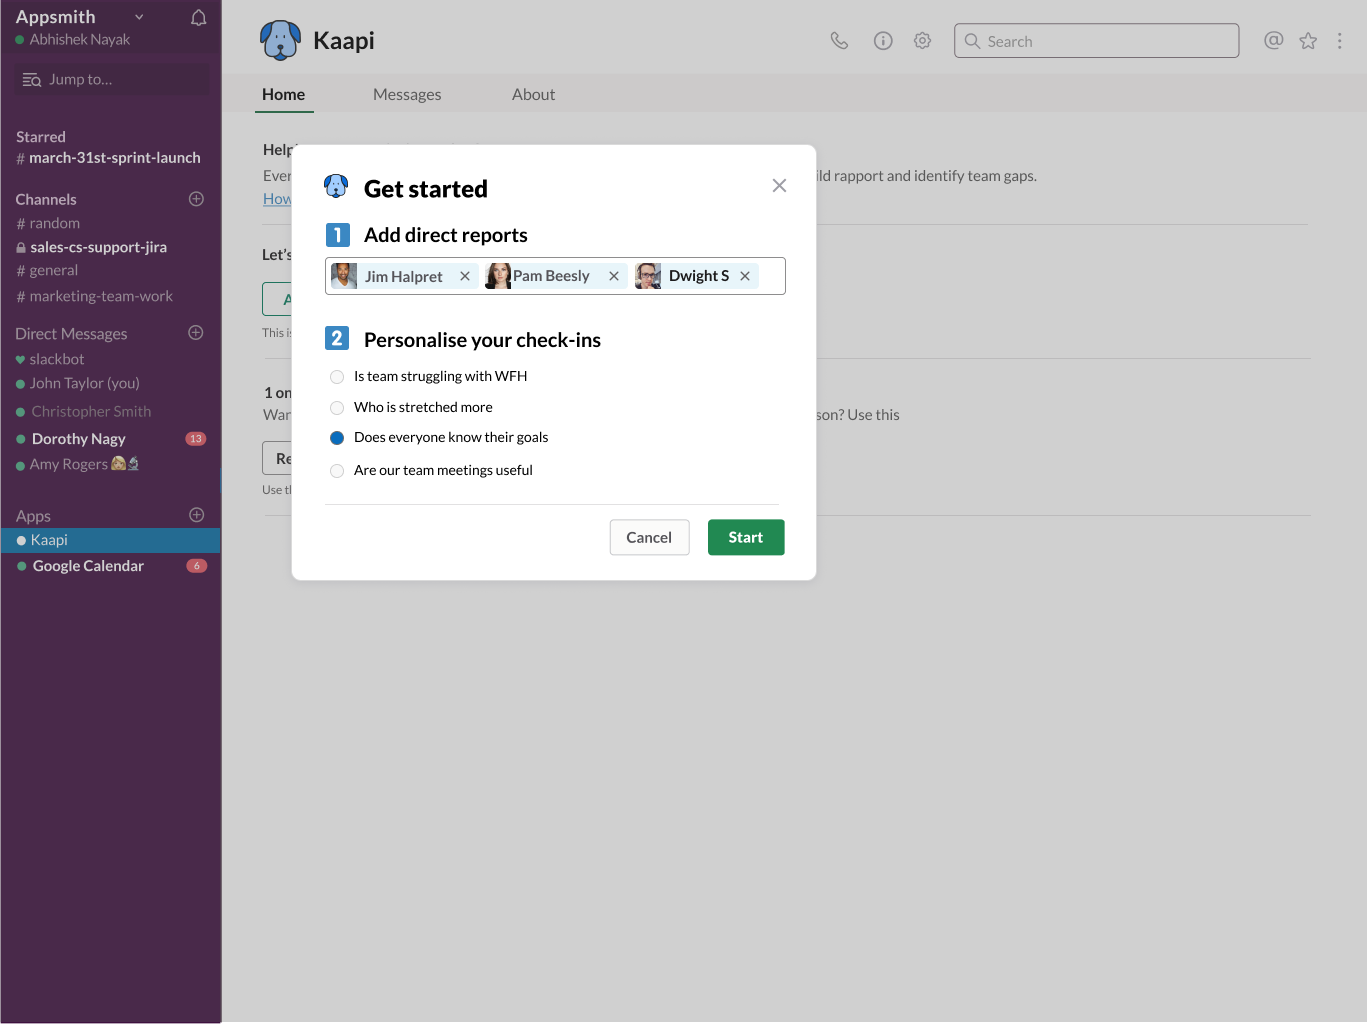 Appsmith
Abhishek Nayak
Jump to...
Starred
# march-31st-sprint-launch
Channels
# random
sales-cs-support-jira
# general
# marketing-team-work
Direct Messages
slackbot
John Taylor (you)
Christopher Smith
Dorothy Nagy 13
Amy Rogers
Apps
Kaapi
Google Calendar 6
Kaapi
Search
Home Messages About
Get started
1 Add direct reports
Jim Halpret × Pam Beesly × Dwight S ×
2 Personalise your check-ins
Is team struggling with WFH
Who is stretched more
Does everyone know their goals
Are our team meetings useful
Cancel Start
Help
Ever
rapport and identify team gaps.
How
Let's
This is
1 on
Use this
Use